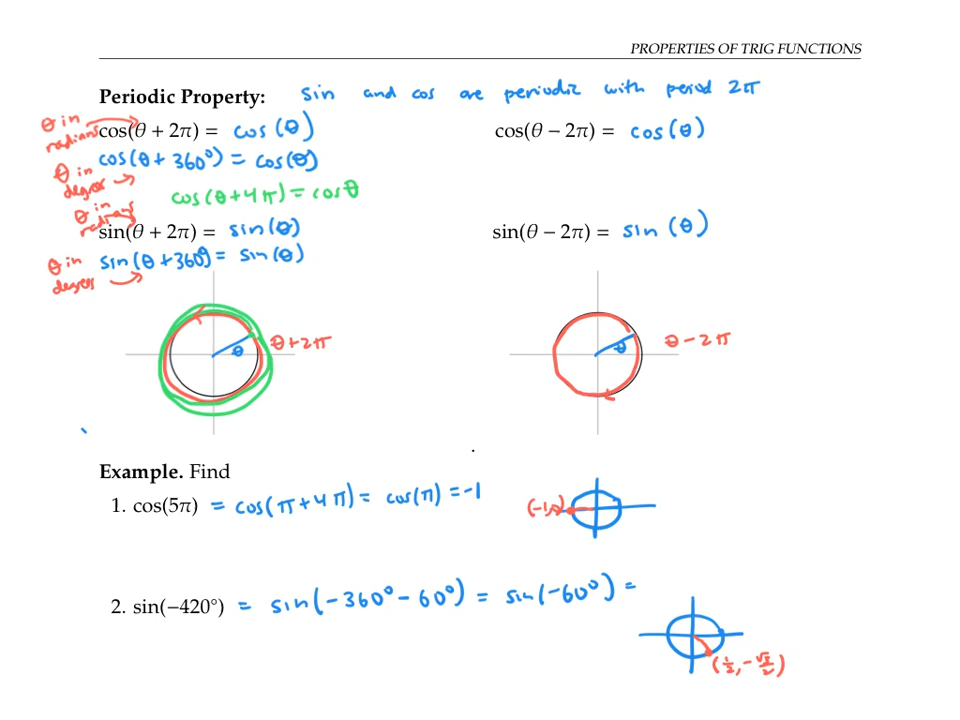 PROPERTIES OF TRIG FUNCTIONS
Periodic Property: sin and cos are periodic with period 2π
θ in radians cos(θ + 2π) = cos(θ)
cos(θ − 2π) = cos(θ)
θ in degrees cos(θ + 360°) = cos(θ)
cos(θ + 4π) = cos θ
θ in radians sin(θ + 2π) = sin(θ)
sin(θ − 2π) = sin(θ)
θ in degrees sin(θ + 360°) = sin(θ)
θ θ + 2π
θ θ − 2π
Example. Find
1. cos(5π) = cos(π + 4π) = cos(π) = -1
(-1,0)
2. sin(−420°) = sin(-360° - 60°) = sin(-60°) =
(1/2, -√3/2)